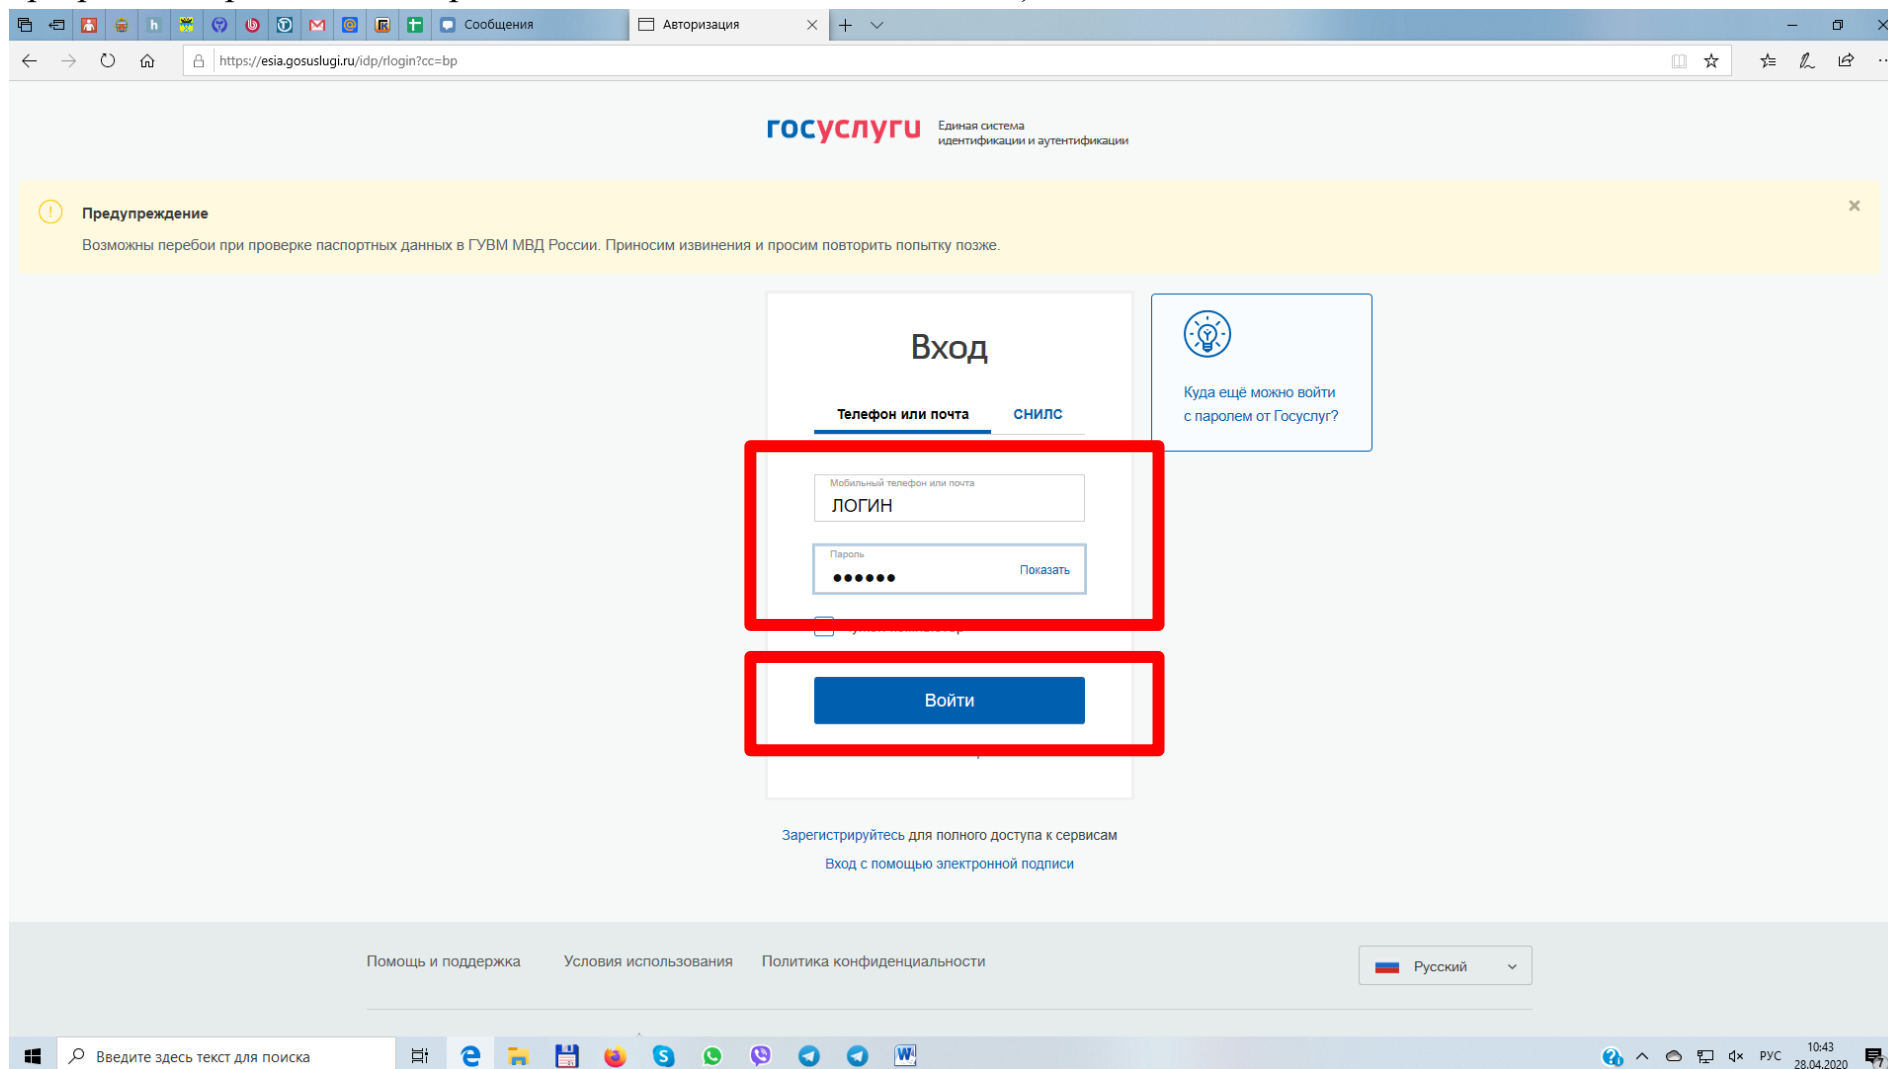 Сообщения
Авторизация
https://esia.gosuslugi.ru/idp/rlogin?cc=bp
госуслуги
Единая система
идентификации и аутентификации
Предупреждение
Возможны перебои при проверке паспортных данных в ГУВМ МВД России. Приносим извинения и просим повторить попытку позже.
Вход
Телефон или почта СНИЛС
Куда ещё можно войти
с паролем от Госуслуг?
Мобильный телефон или почта
ЛОГИН
Пароль
●●●●●● Показать
Войти
Зарегистрируйтесь для полного доступа к сервисам
Вход с помощью электронной подписи
Помощь и поддержка Условия использования Политика конфиденциальности
Русский
Введите здесь текст для поиска
РУС
10:43
28.04.2020